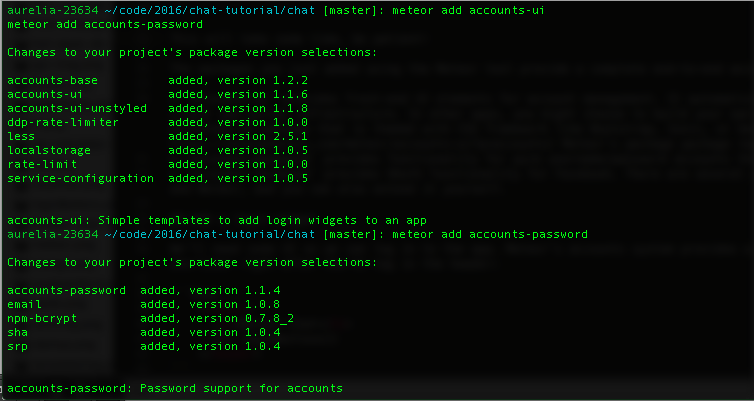 aurelia-23634 ~/code/2016/chat-tutorial/chat [master]: meteor add accounts-ui
meteor add accounts-password
Changes to your project's package version selections:
accounts-base          added, version 1.2.2
accounts-ui            added, version 1.1.6
accounts-ui-unstyled   added, version 1.1.8
ddp-rate-limiter       added, version 1.0.0
less                   added, version 2.5.1
localstorage           added, version 1.0.5
rate-limit             added, version 1.0.0
service-configuration  added, version 1.0.5
accounts-ui: Simple templates to add login widgets to an app
aurelia-23634 ~/code/2016/chat-tutorial/chat [master]: meteor add accounts-password
Changes to your project's package version selections:
accounts-password  added, version 1.1.4
email              added, version 1.0.8
npm-bcrypt         added, version 0.7.8_2
sha                added, version 1.0.4
srp                added, version 1.0.4
accounts-password: Password support for accounts